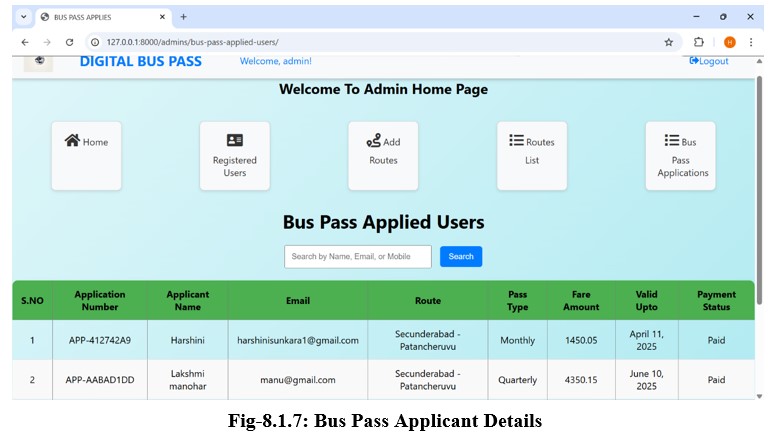 BUS PASS APPLIES
127.0.0.1:8000/admins/bus-pass-applied-users/
H
DIGITAL BUS PASS Welcome, admin! Logout
Welcome To Admin Home Page
Home
Registered
Users
Add
Routes
Routes
List
Bus
Pass
Applications
Bus Pass Applied Users
Search by Name, Email, or Mobile Search
S.NO Application Number Applicant Name Email Route Pass Type Fare Amount Valid Upto Payment Status
1 APP-412742A9 Harshini harshinisunkara1@gmail.com Secunderabad - Patancheruvu Monthly 1450.05 April 11, 2025 Paid
2 APP-AABAD1DD Lakshmi manohar manu@gmail.com Secunderabad - Patancheruvu Quarterly 4350.15 June 10, 2025 Paid
Fig-8.1.7: Bus Pass Applicant Details